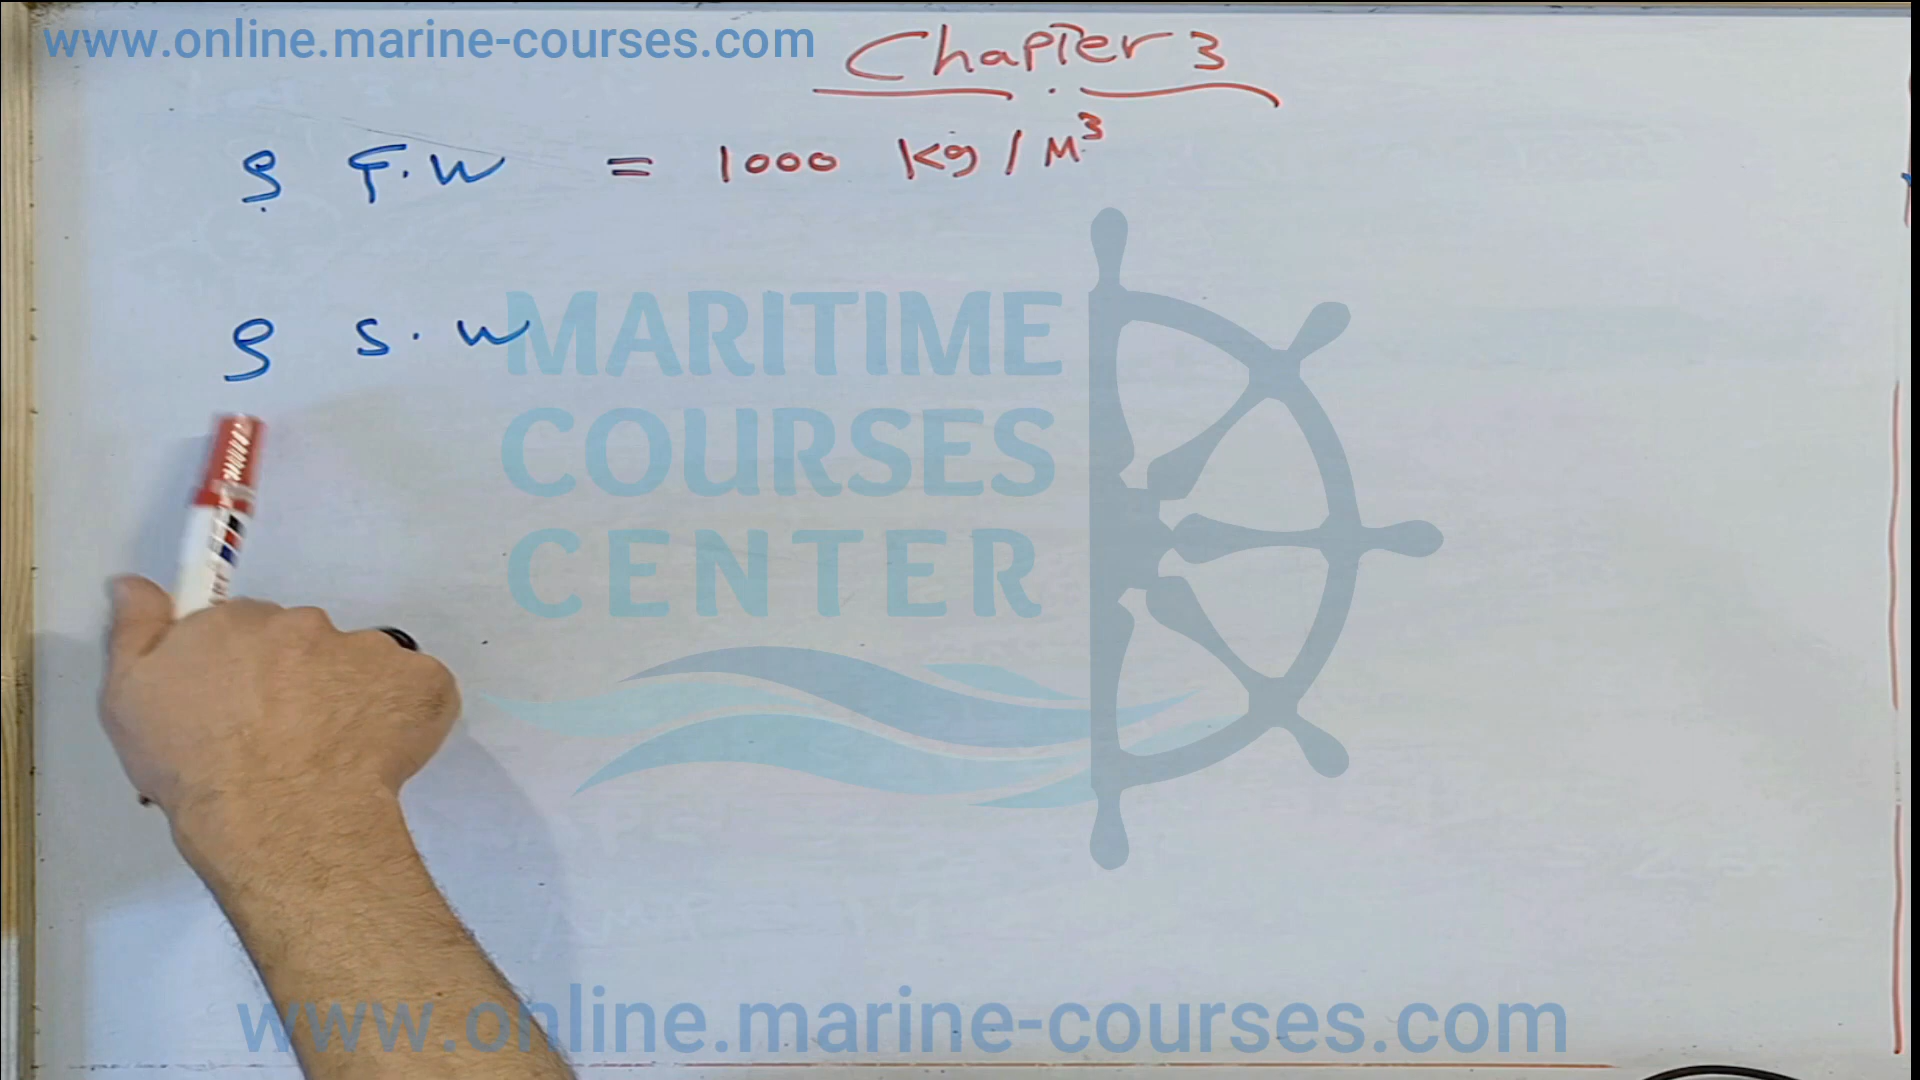 www.online.marine-courses.com
Chapter 3
ρ F.W = 1000 kg/M³
ρ S.W
MARITIME
COURSES
CENTER
www.online.marine-courses.com